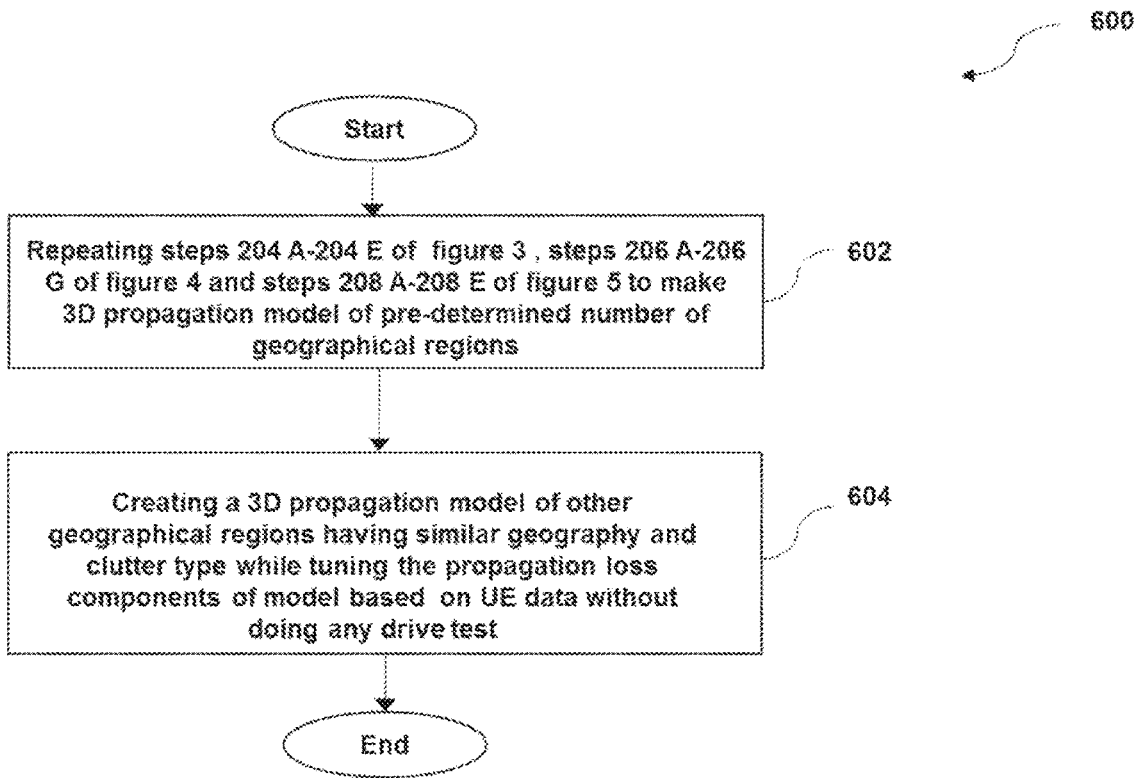 600
Start
Repeating steps 204 A-204 E of figure 3 , steps 206 A-206
G of figure 4 and steps 208 A-208 E of figure 5 to make
3D propagation model of pre-determined number of
geographical regions
602
Creating a 3D propagation model of other
geographical regions having similar geography and
clutter type while tuning the propagation loss
components of model based on UE data without
doing any drive test
604
End